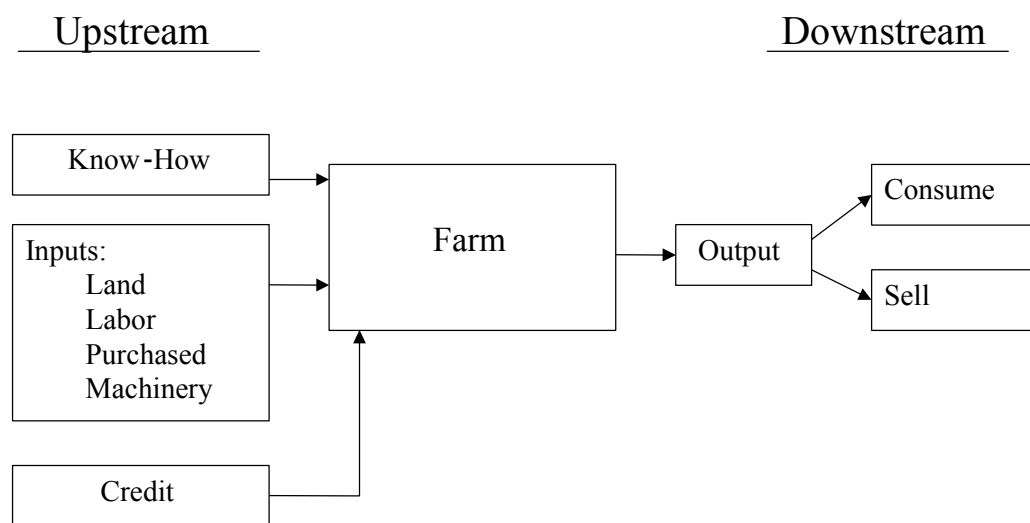 Upstream
Downstream
Know-How
Inputs:
Land
Labor
Purchased
Machinery
Credit
Farm
Output
Consume
Sell